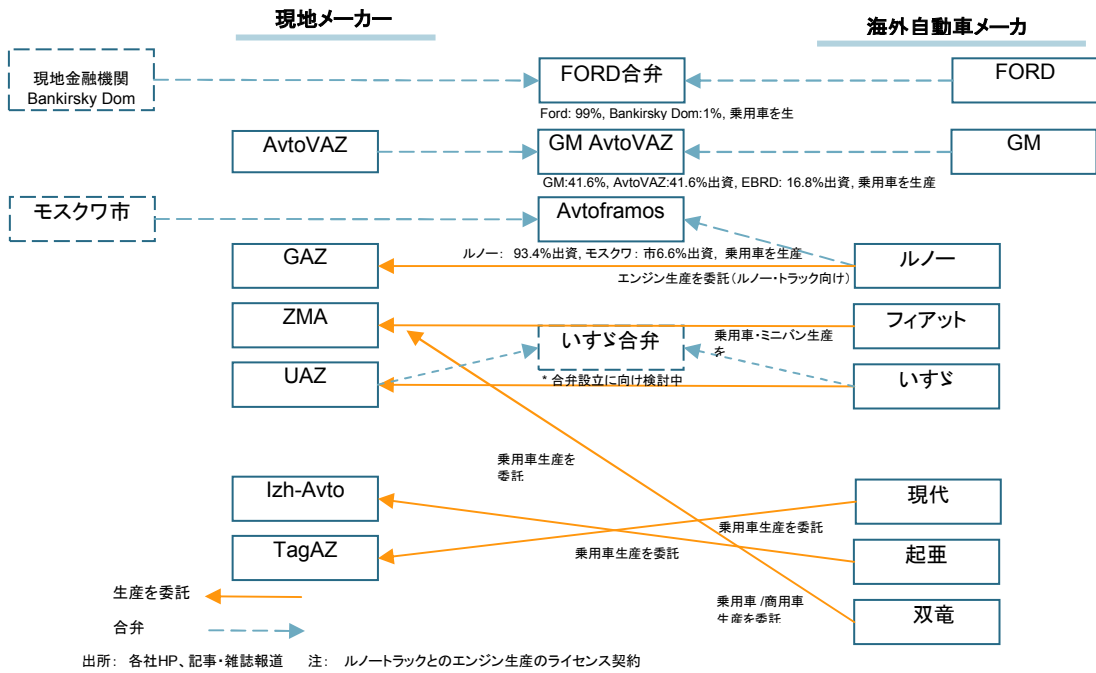 現地メーカー
海外自動車メーカ
現地金融機関
Bankirsky Dom
FORD合弁
FORD
Ford: 99%, Bankirsky Dom:1%, 乗用車を生
AvtoVAZ
GM AvtoVAZ
GM
GM:41.6%, AvtoVAZ:41.6%出資, EBRD: 16.8%出資, 乗用車を生産
モスクワ市
Avtoframos
GAZ
ルノー： 93.4%出資, モスクワ： 市6.6%出資, 乗用車を生産
ルノー
エンジン生産を委託（ルノー・トラック向け）
ZMA
フィアット
いすゞ合弁
乗用車・ミニバン生産
を
UAZ
* 合弁設立に向け検討中
いすゞ
乗用車生産を
委託
Izh-Avto
現代
乗用車生産を委託
TagAZ
乗用車生産を委託
起亜
生産を委託
乗用車 /商用車
生産を委託
双竜
合弁
出所： 各社HP、記事・雑誌報道 注： ルノートラックとのエンジン生産のライセンス契約